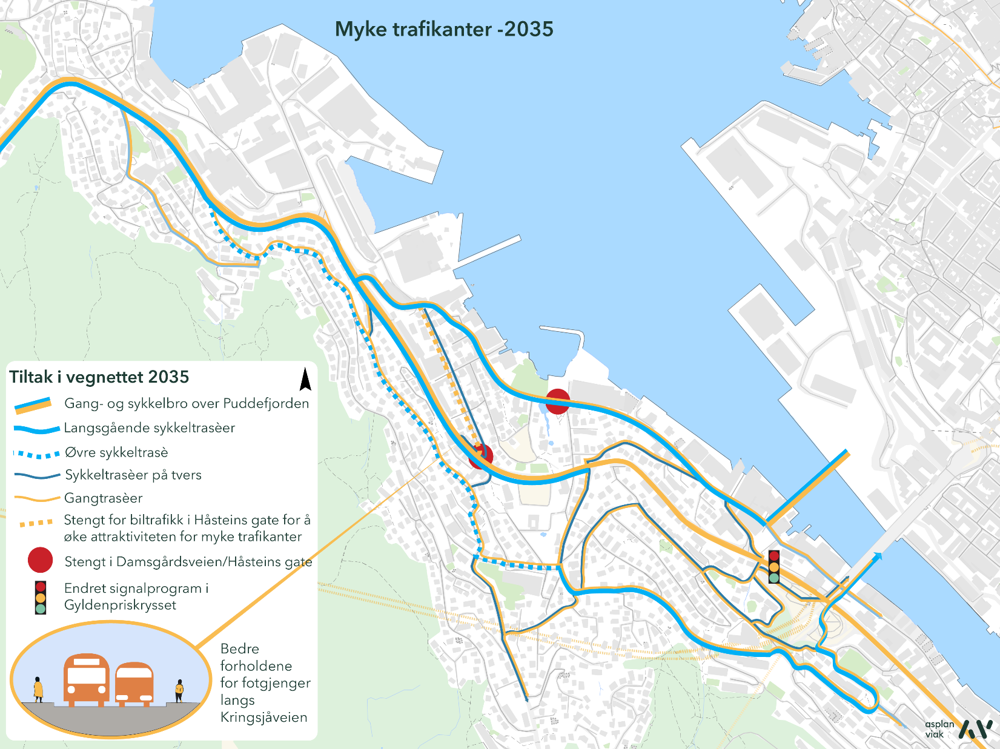 Myke trafikanter -2035
Tiltak i vegnettet 2035
Gang- og sykkelbro over Puddefjorden
Langsgående sykkeltrasèer
Øvre sykkeltrasè
Sykkeltrasèer på tvers
Gangtrasèer
Stengt for biltrafikk i Håsteins gate for å
øke attraktiviteten for myke trafikanter
Stengt i Damsgårdsveien/Håsteins gate
Endret signalprogram i
Gyldenpriskrysset
Bedre
forholdene
for fotgjenger
langs
Kringsjåveien
asplan
viak